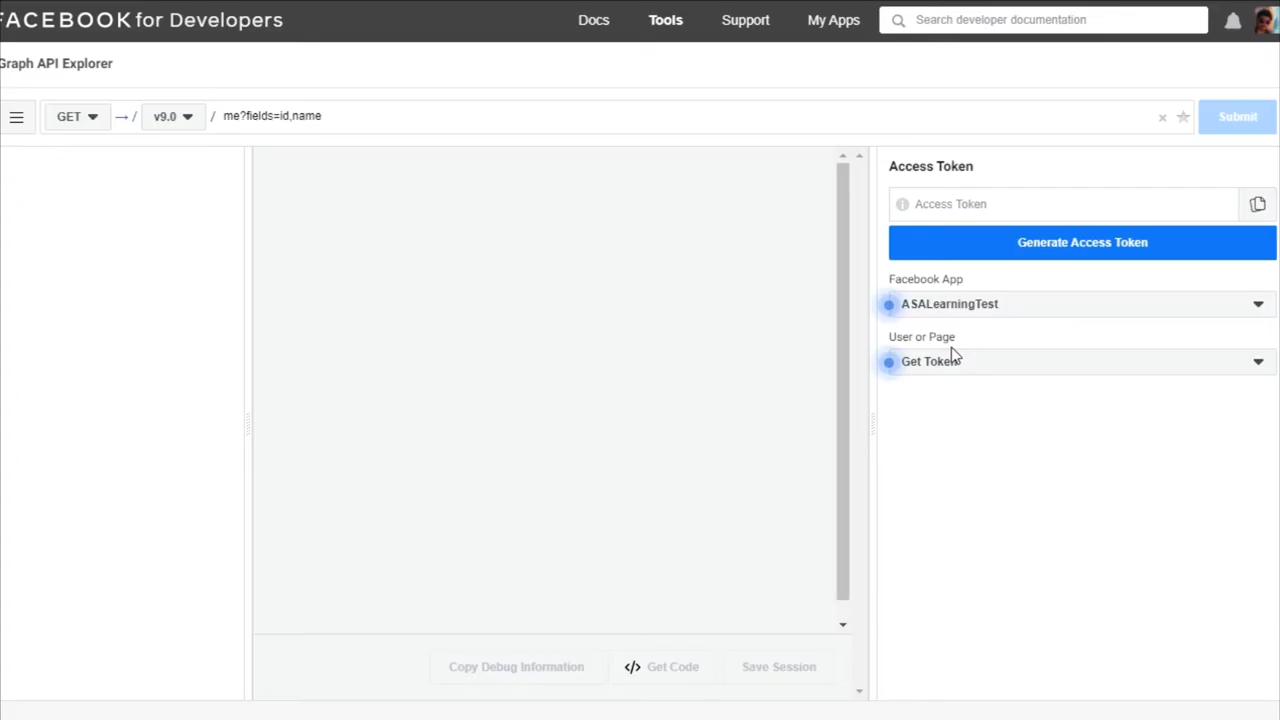 FACEBOOK for Developers
Docs
Tools
Support
My Apps
Search developer documentation
Graph API Explorer
GET
→ /
v9.0
/ me?fields=id,name
Submit
Access Token
Access Token
Generate Access Token
Facebook App
ASALearningTest
User or Page
Get Token
Copy Debug Information
</> Get Code
Save Session